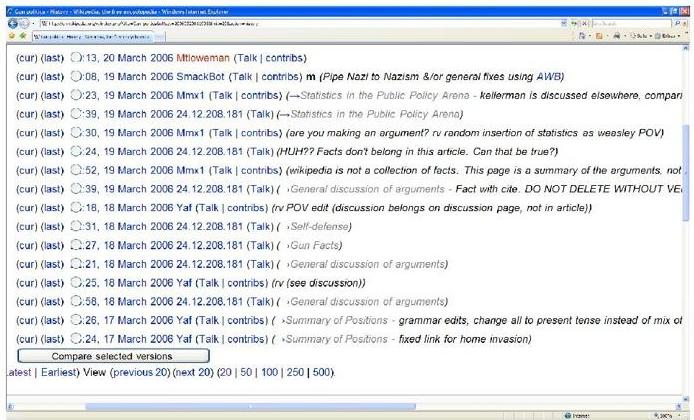 Gun politics - History - Wikipedia, the free encyclopedia - Windows Internet Explorer
(cur) (last) :13, 20 March 2006 Mtloweman (Talk | contribs)
(cur) (last) :08, 19 March 2006 SmackBot (Talk | contribs) m (Pipe Nazi to Nazism &/or general fixes using AWB)
(cur) (last) :23, 19 March 2006 Mmx1 (Talk | contribs) (→Statistics in the Public Policy Arena - kellerman is discussed elsewhere, compari
(cur) (last) :39, 19 March 2006 24.12.208.181 (Talk) (→Statistics in the Public Policy Arena)
(cur) (last) :30, 19 March 2006 Mmx1 (Talk | contribs) (are you making an argument? rv random insertion of statistics as weasley POV)
(cur) (last) :24, 19 March 2006 24.12.208.181 (Talk) (HUH?? Facts don't belong in this article. Can that be true?)
(cur) (last) :52, 19 March 2006 Mmx1 (Talk | contribs) (wikipedia is not a collection of facts. This page is a summary of the arguments, not
(cur) (last) :39, 18 March 2006 24.12.208.181 (Talk) (→General discussion of arguments - Fact with cite. DO NOT DELETE WITHOUT VE
(cur) (last) :18, 18 March 2006 Yaf (Talk | contribs) (rv POV edit (discussion belongs on discussion page, not in article))
(cur) (last) :31, 18 March 2006 24.12.208.181 (Talk) (→Self-defense)
(cur) (last) :27, 18 March 2006 24.12.208.181 (Talk) (→Gun Facts)
(cur) (last) :21, 18 March 2006 24.12.208.181 (Talk) (→General discussion of arguments)
(cur) (last) :25, 18 March 2006 Yaf (Talk | contribs) (rv (see discussion))
(cur) (last) :58, 18 March 2006 24.12.208.181 (Talk) (→General discussion of arguments)
(cur) (last) :26, 17 March 2006 Yaf (Talk | contribs) (→Summary of Positions - grammar edits, change all to present tense instead of mix of
(cur) (last) :24, 17 March 2006 Yaf (Talk | contribs) (→Summary of Positions - fixed link for home invasion)
Compare selected versions
atest | Earliest) View (previous 20) (next 20) (20 | 50 | 100 | 250 | 500).
Internet
100%